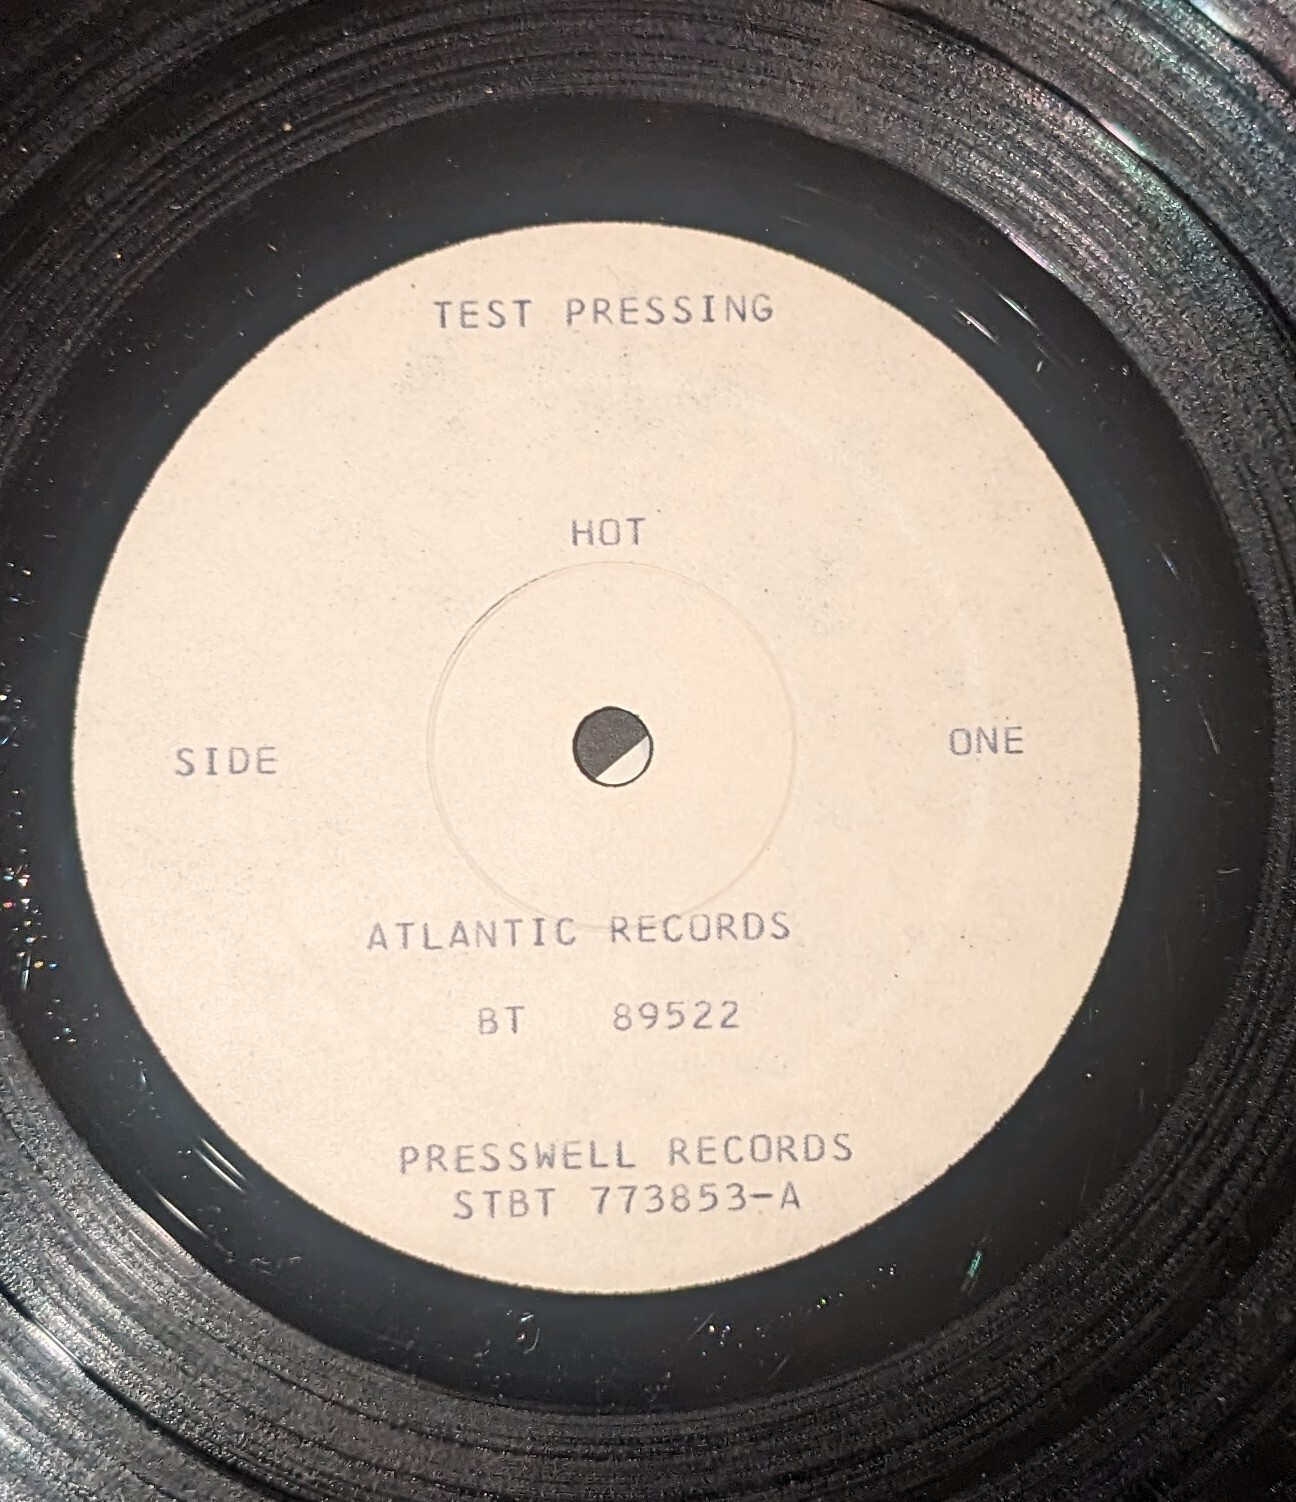 TEST PRESSING
HOT
SIDE ONE
ATLANTIC RECORDS
BT 89522
PRESSWELL RECORDS
STBT 773853-A